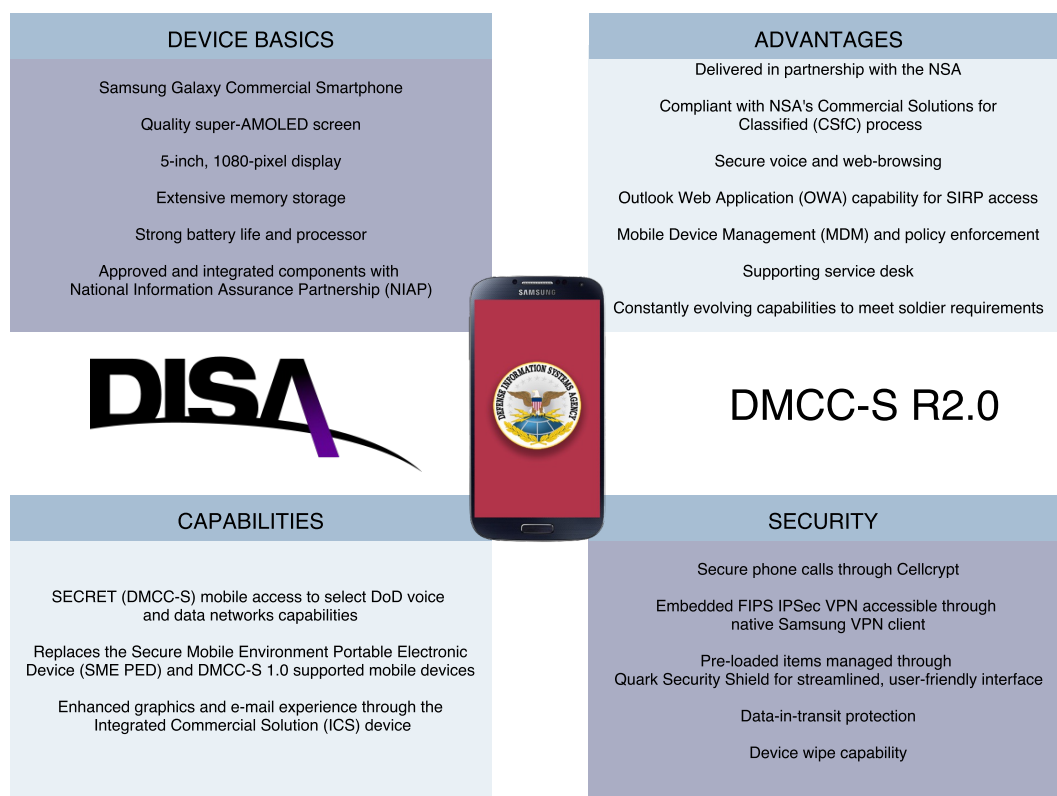 DEVICE BASICS
Samsung Galaxy Commercial Smartphone
Quality super-AMOLED screen
5-inch, 1080-pixel display
Extensive memory storage
Strong battery life and processor
Approved and integrated components with
National Information Assurance Partnership (NIAP)
ADVANTAGES
Delivered in partnership with the NSA
Compliant with NSA's Commercial Solutions for
Classified (CSfC) process
Secure voice and web-browsing
Outlook Web Application (OWA) capability for SIRP access
Mobile Device Management (MDM) and policy enforcement
Supporting service desk
Constantly evolving capabilities to meet soldier requirements
DISA
SAMSUNG
DEFENSE INFORMATION SYSTEMS AGENCY
DMCC-S R2.0
CAPABILITIES
SECRET (DMCC-S) mobile access to select DoD voice
and data networks capabilities
Replaces the Secure Mobile Environment Portable Electronic
Device (SME PED) and DMCC-S 1.0 supported mobile devices
Enhanced graphics and e-mail experience through the
Integrated Commercial Solution (ICS) device
SECURITY
Secure phone calls through Cellcrypt
Embedded FIPS IPSec VPN accessible through
native Samsung VPN client
Pre-loaded items managed through
Quark Security Shield for streamlined, user-friendly interface
Data-in-transit protection
Device wipe capability